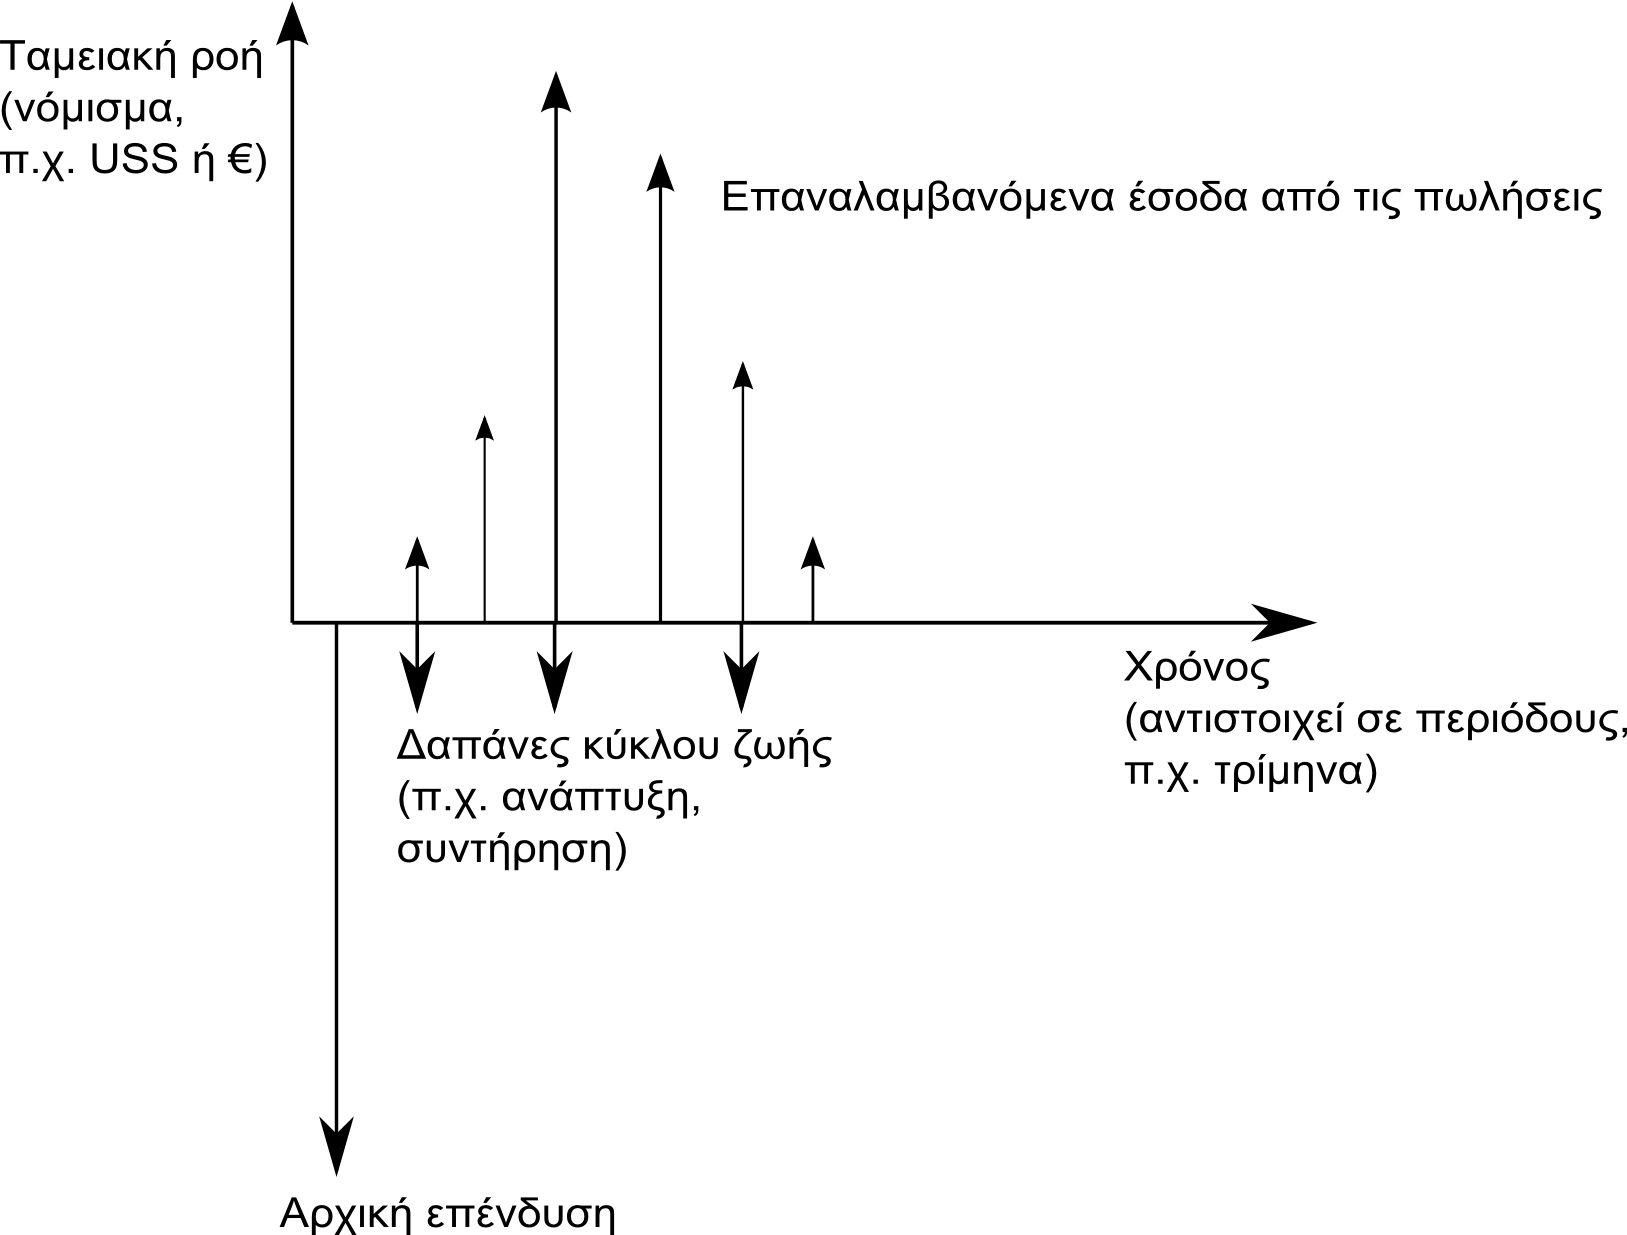 Ταμειακή ροή
(νόμισμα,
π.χ. USS ή €)
Επαναλαμβανόμενα έσοδα από τις πωλήσεις
Χρόνος
(αντιστοιχεί σε περιόδους,
π.χ. τρίμηνα)
Δαπάνες κύκλου ζωής
(π.χ. ανάπτυξη,
συντήρηση)
Αρχική επένδυση